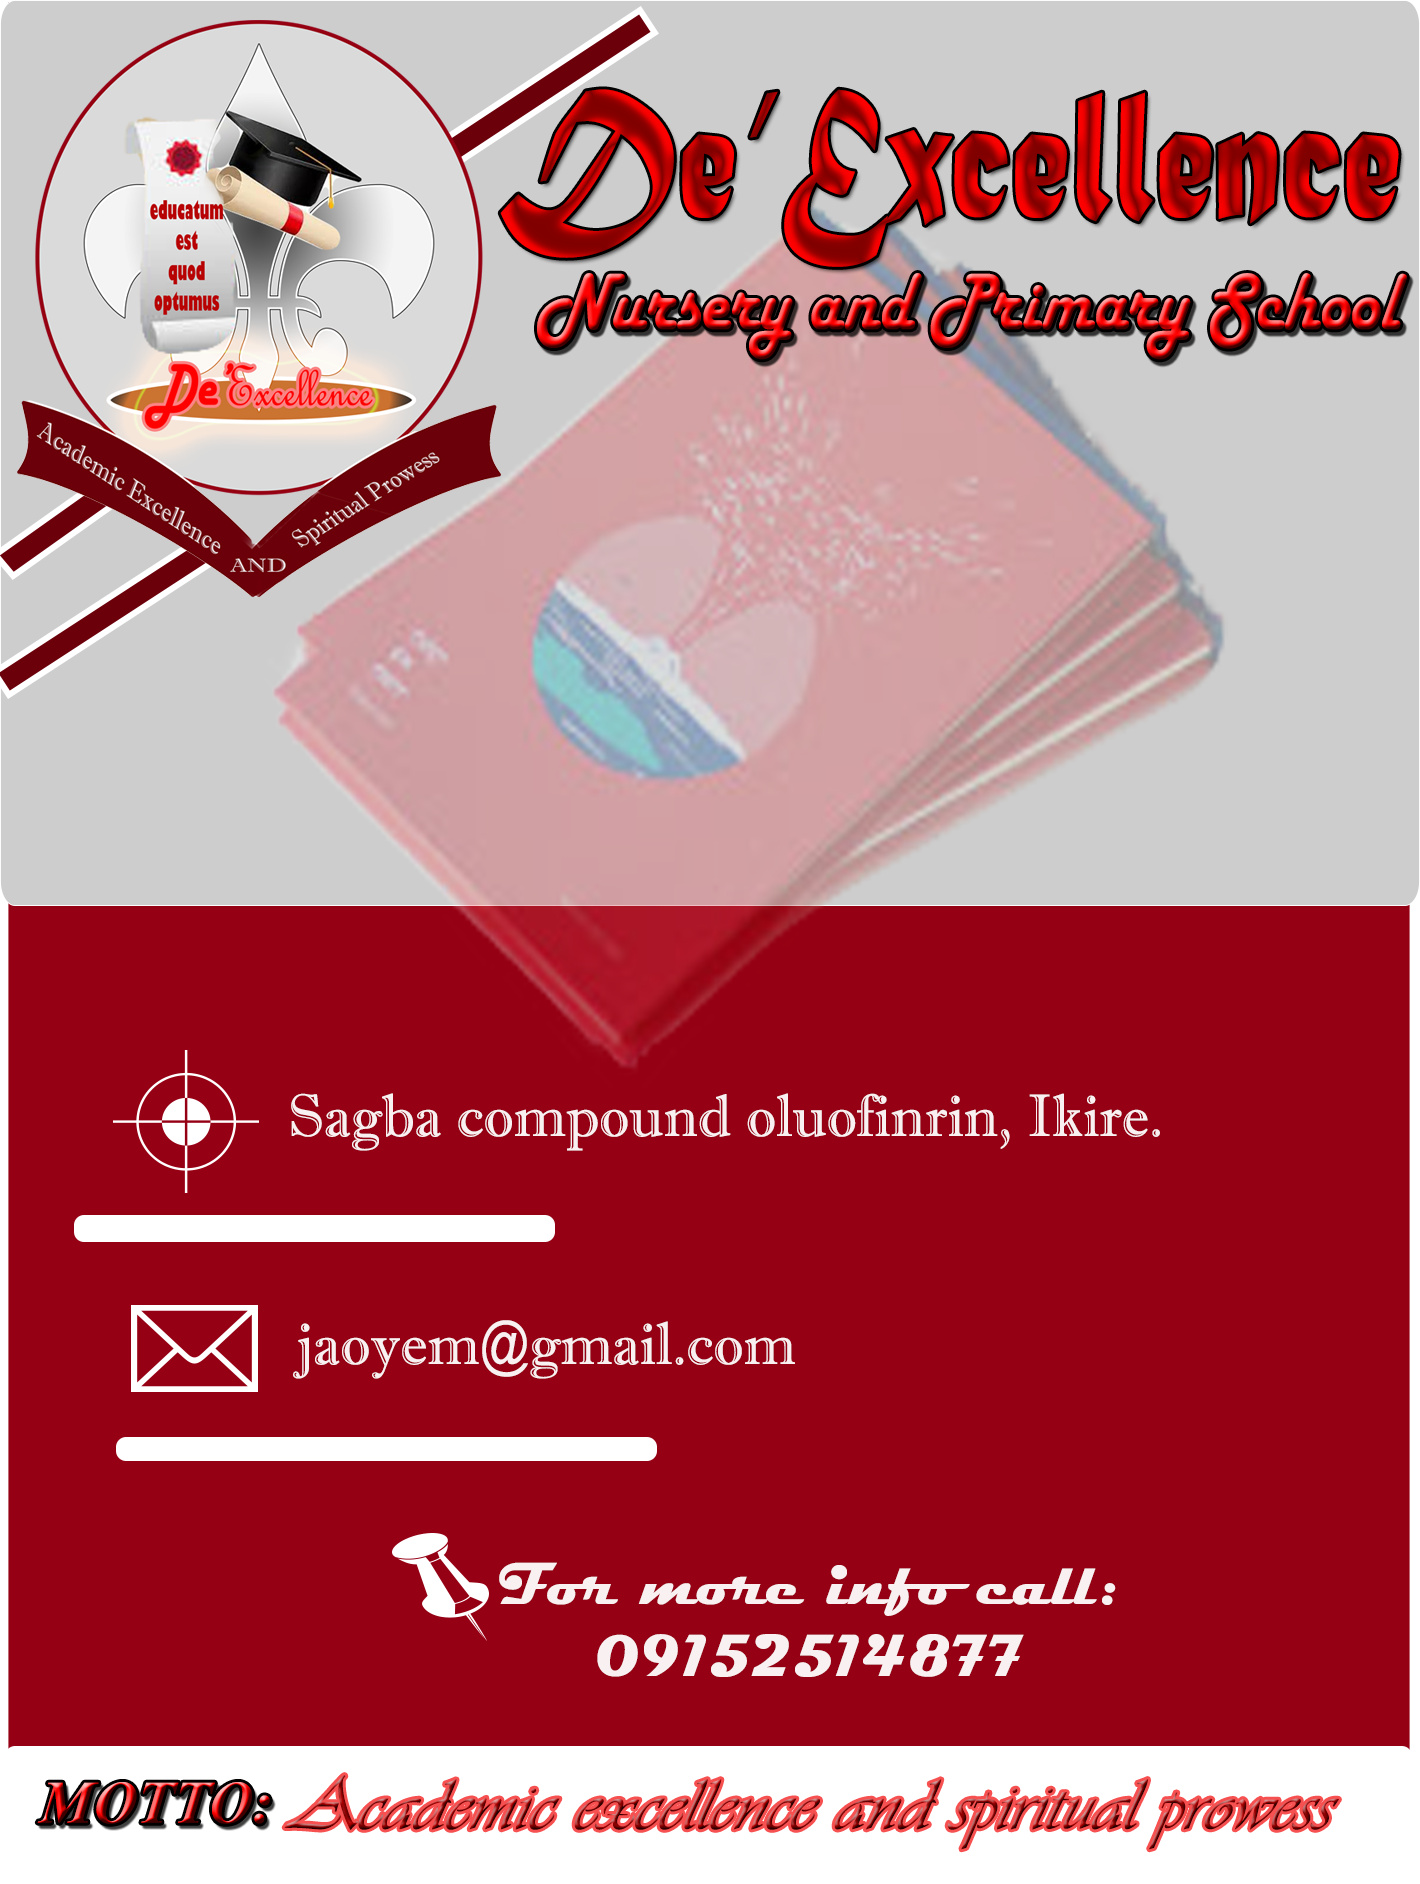 De' Excellence
Nursery and Primary School
educatum
est
quod
optumus
De'Excellence
Academic Excellence AND Spiritual Prowess
Sagba compound oluofinrin, Ikire.
jaoyem@gmail.com
For more info call:
09152514877
MOTTO: Academic excellence and spiritual prowess